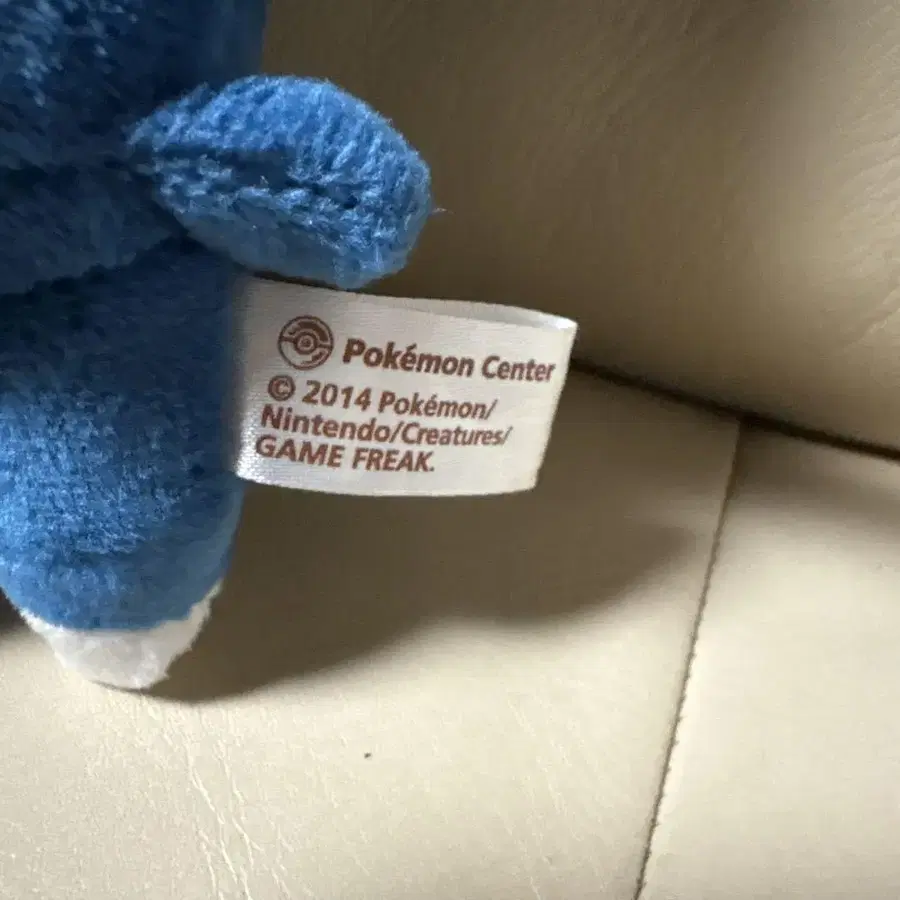 Pokémon Center
© 2014 Pokémon/
Nintendo/Creatures/
GAME FREAK.